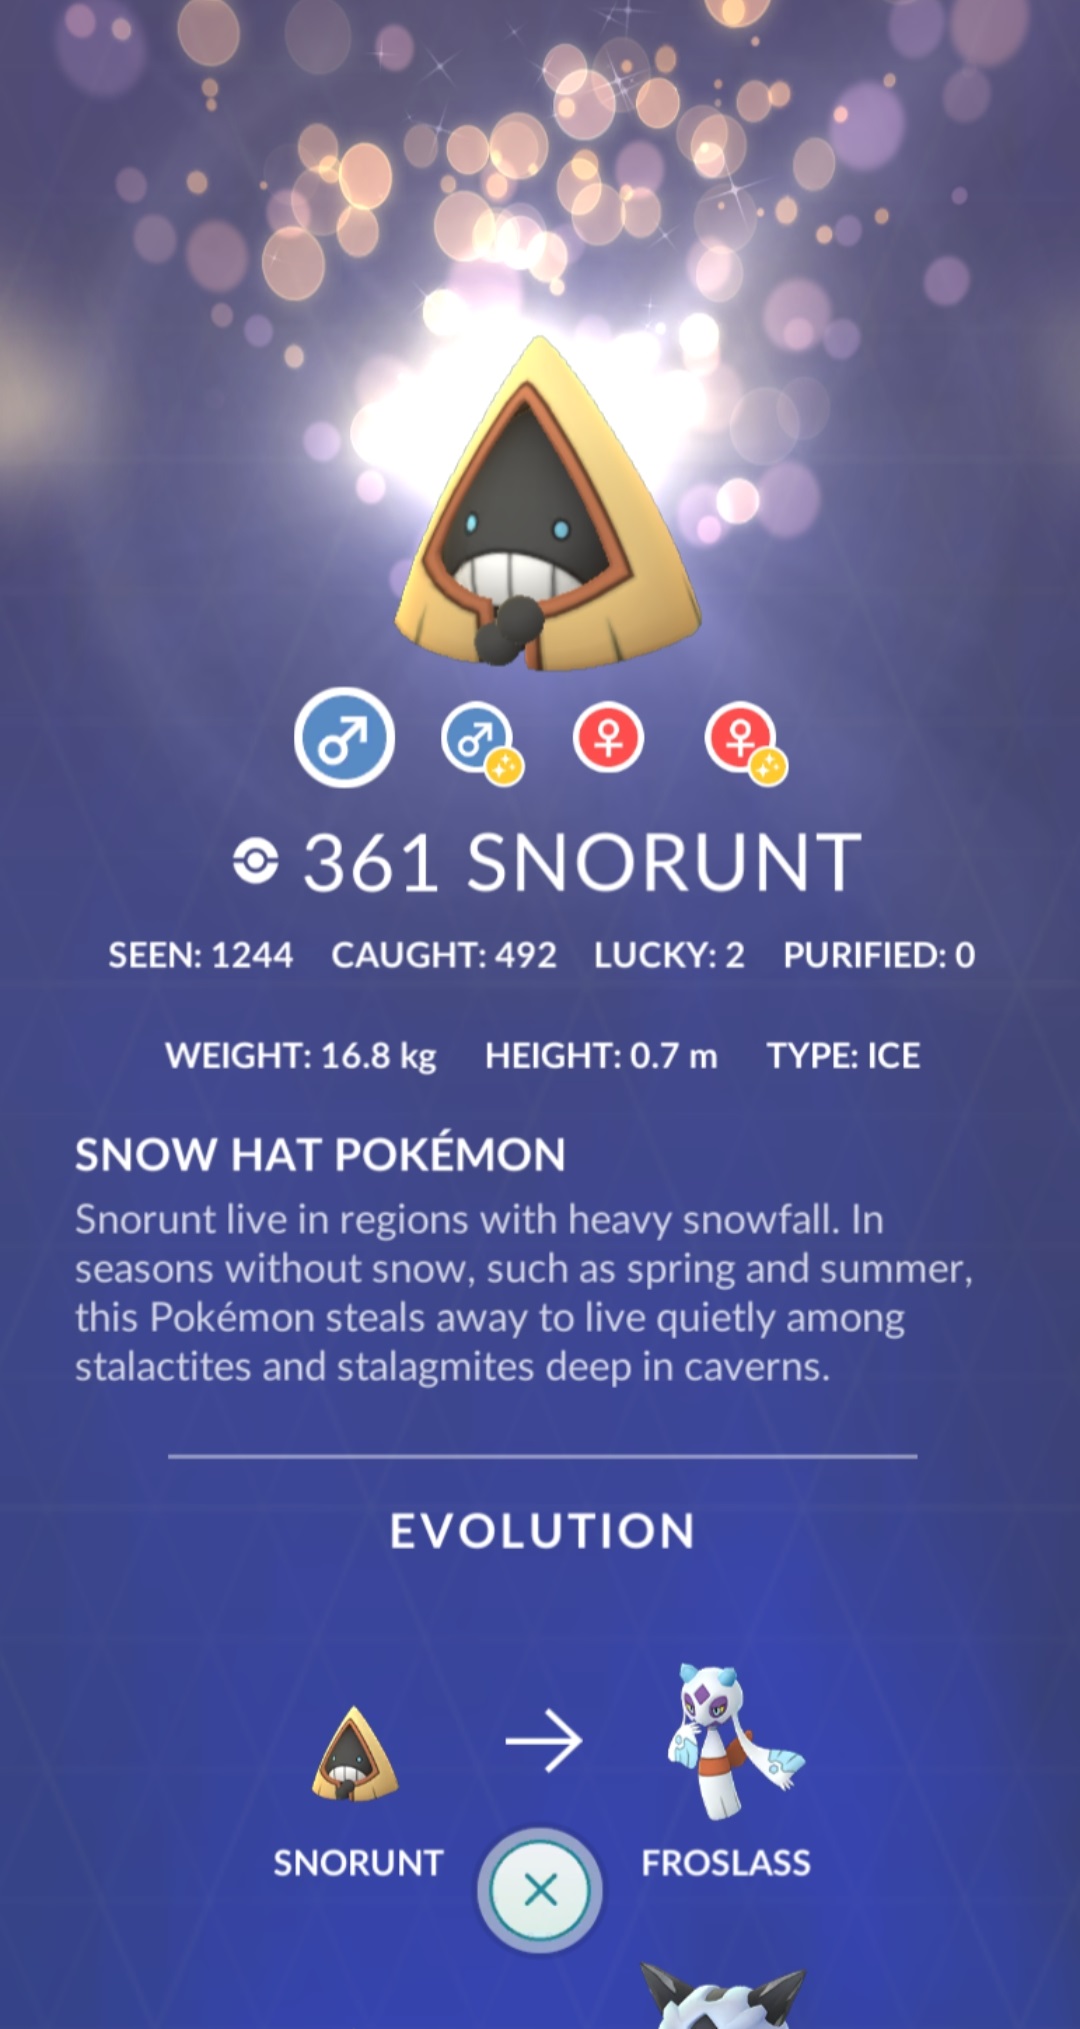 361 SNORUNT
SEEN: 1244 CAUGHT: 492 LUCKY: 2 PURIFIED: 0
WEIGHT: 16.8 kg HEIGHT: 0.7 m TYPE: ICE
SNOW HAT POKÉMON
Snorunt live in regions with heavy snowfall. In
seasons without snow, such as spring and summer,
this Pokémon steals away to live quietly among
stalactites and stalagmites deep in caverns.
EVOLUTION
SNORUNT FROSLASS